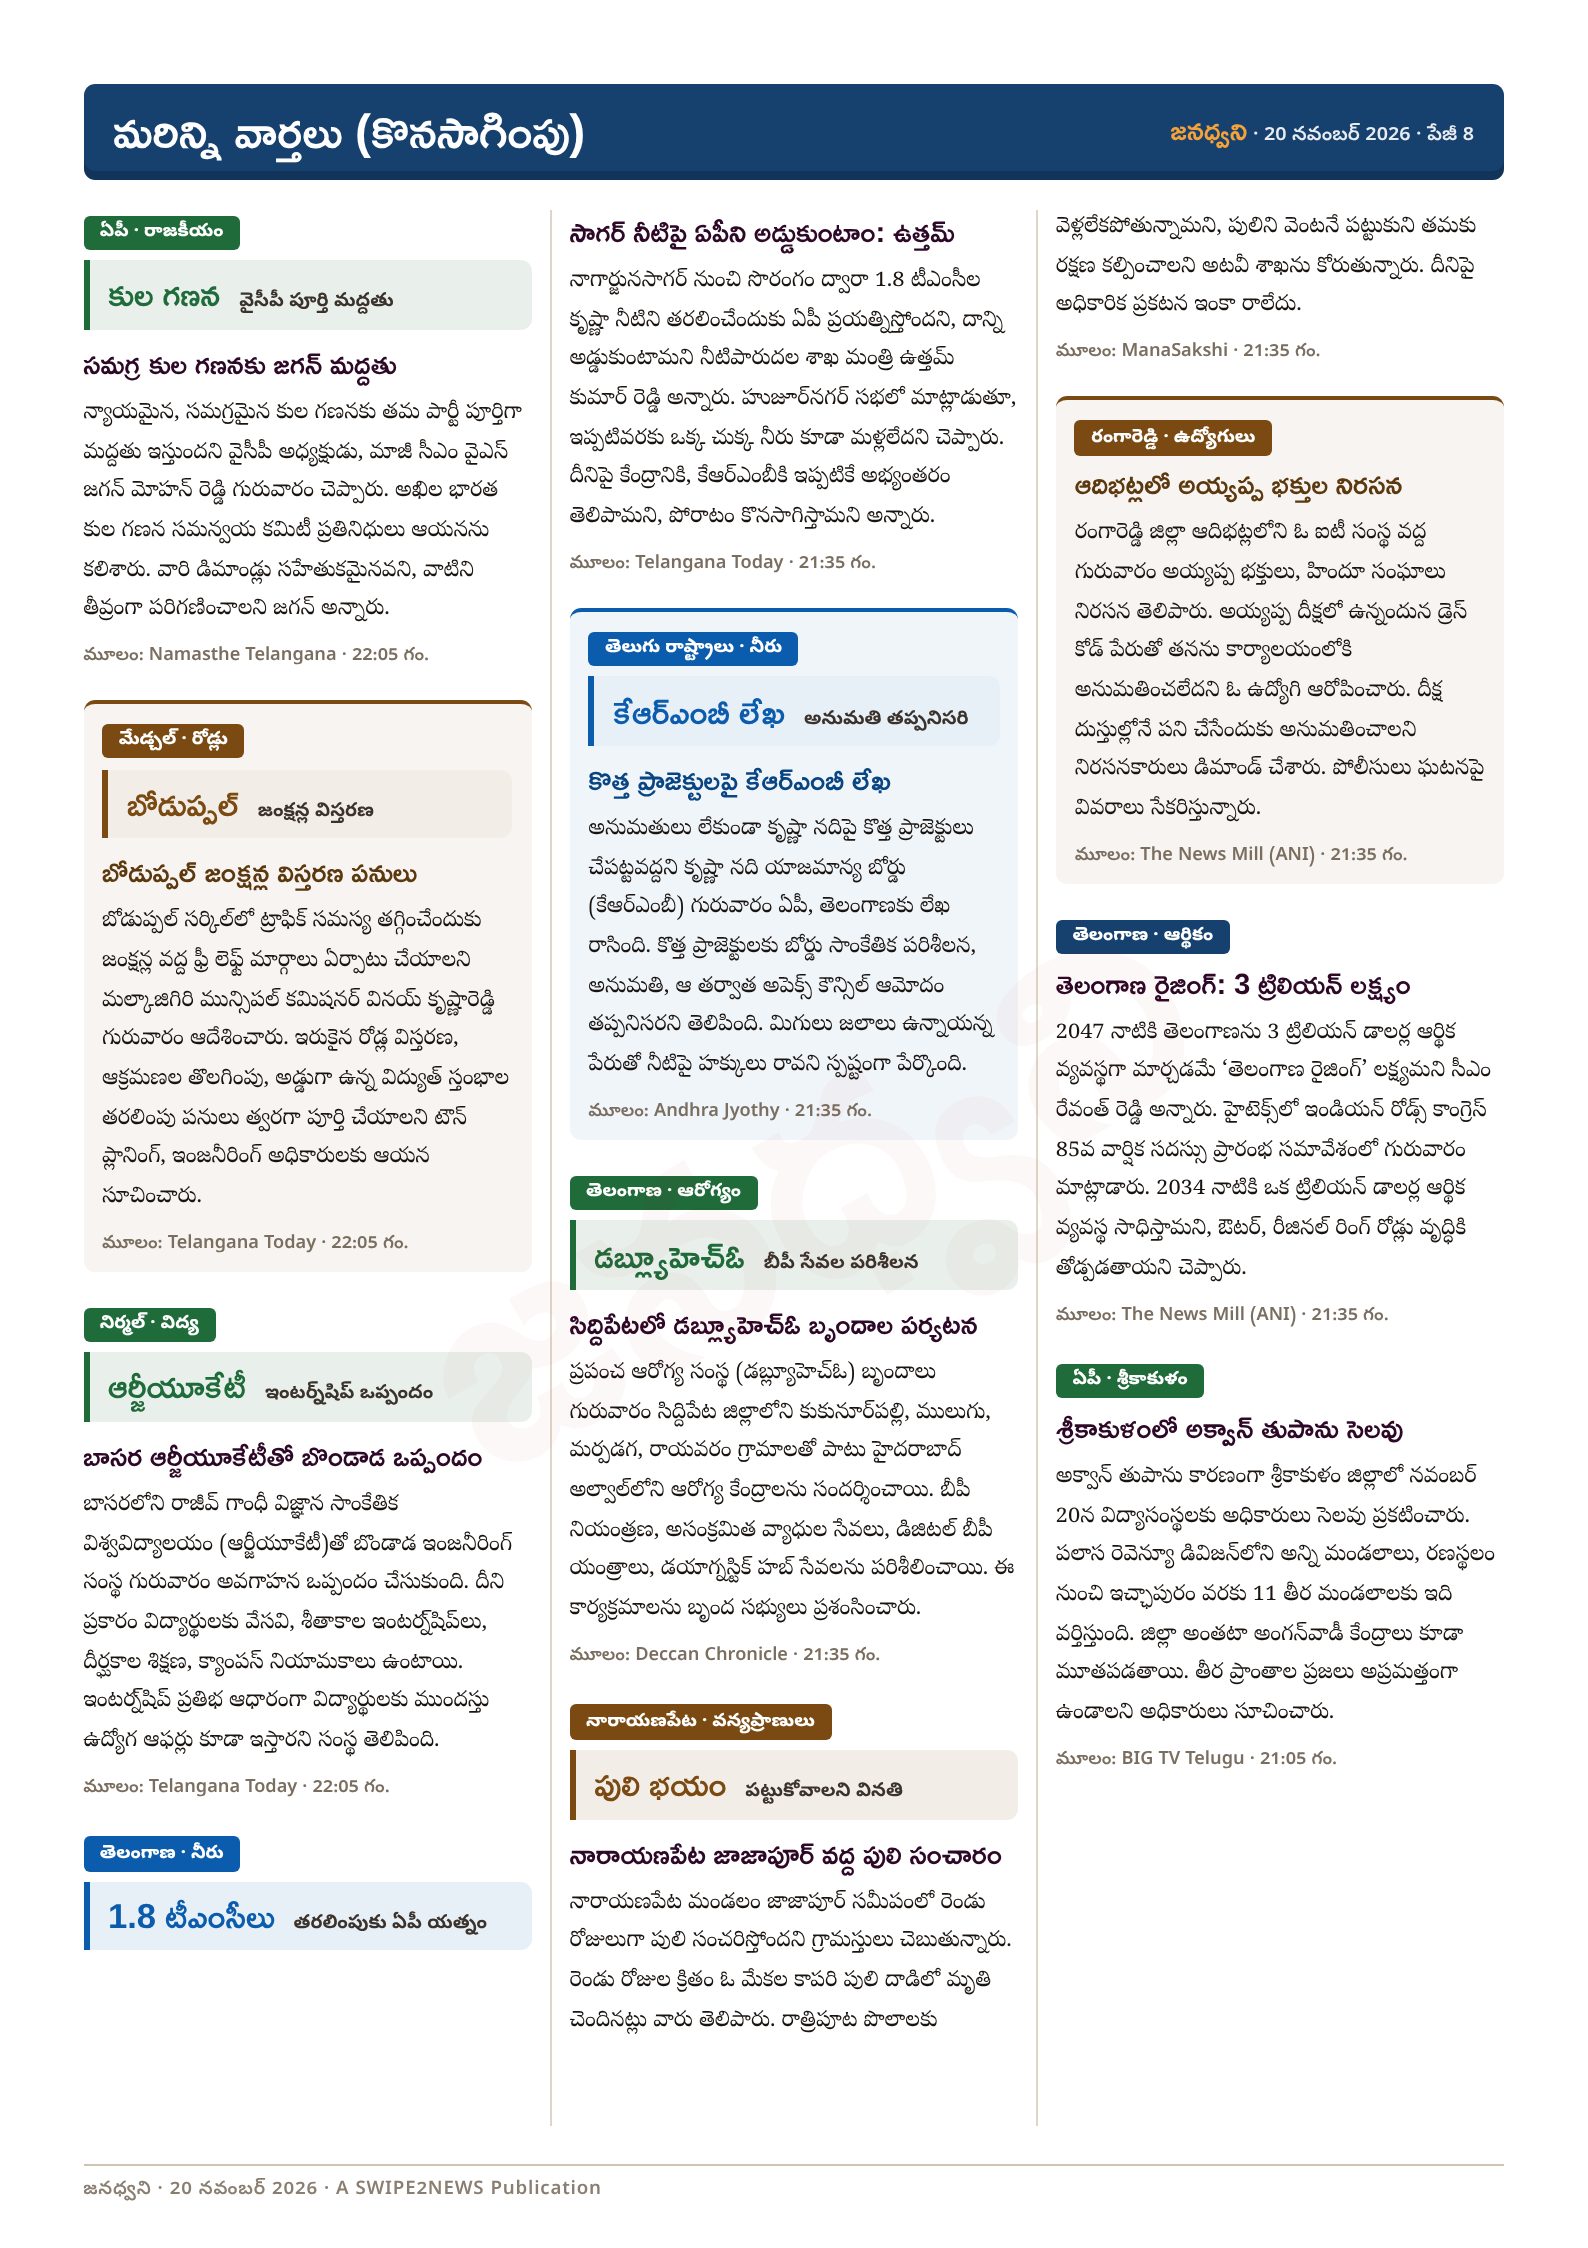 మరిన్ని వార్తలు (కొనసాగింపు)
జనధ్వని · 20 నవంబర్ 2026 · పేజీ 8
ఏపీ · రాజకీయం
కుల గణన వైసీపీ పూర్తి మద్దతు
సమగ్ర కుల గణనకు జగన్ మద్దతు
న్యాయమైన, సమగ్రమైన కుల గణనకు తమ పార్టీ పూర్తిగా
మద్దతు ఇస్తుందని వైసీపీ అధ్యక్షుడు, మాజీ సీఎం వైఎస్
జగన్ మోహన్ రెడ్డి గురువారం చెప్పారు. అఖిల భారత
కుల గణన సమన్వయ కమిటీ ప్రతినిధులు ఆయనను
కలిశారు. వారి డిమాండ్లు సహేతుకమైనవని, వాటిని
తీవ్రంగా పరిగణించాలని జగన్ అన్నారు.
మూలం: Namasthe Telangana · 22:05 గం.
మేడ్చల్ · రోడ్లు
బోడుప్పల్ జంక్షన్ల విస్తరణ
బోడుప్పల్ జంక్షన్ల విస్తరణ పనులు
బోడుప్పల్ సర్కిల్‌లో ట్రాఫిక్ సమస్య తగ్గించేందుకు
జంక్షన్ల వద్ద ఫ్రీ లెఫ్ట్ మార్గాలు ఏర్పాటు చేయాలని
మల్కాజిగిరి మున్సిపల్ కమిషనర్ వినయ్ కృష్ణారెడ్డి
గురువారం ఆదేశించారు. ఇరుకైన రోడ్ల విస్తరణ,
ఆక్రమణల తొలగింపు, అడ్డుగా ఉన్న విద్యుత్ స్తంభాల
తరలింపు పనులు త్వరగా పూర్తి చేయాలని టౌన్
ప్లానింగ్, ఇంజనీరింగ్ అధికారులకు ఆయన
సూచించారు.
మూలం: Telangana Today · 22:05 గం.
నిర్మల్ · విద్య
ఆర్జీయూకేటీ ఇంటర్న్‌షిప్ ఒప్పందం
బాసర ఆర్జీయూకేటీతో బొండాడ ఒప్పందం
బాసరలోని రాజీవ్ గాంధీ విజ్ఞాన సాంకేతిక
విశ్వవిద్యాలయం (ఆర్జీయూకేటీ)తో బొండాడ ఇంజనీరింగ్
సంస్థ గురువారం అవగాహన ఒప్పందం చేసుకుంది. దీని
ప్రకారం విద్యార్థులకు వేసవి, శీతాకాల ఇంటర్న్‌షిప్‌లు,
దీర్ఘకాల శిక్షణ, క్యాంపస్ నియామకాలు ఉంటాయి.
ఇంటర్న్‌షిప్ ప్రతిభ ఆధారంగా విద్యార్థులకు ముందస్తు
ఉద్యోగ ఆఫర్లు కూడా ఇస్తారని సంస్థ తెలిపింది.
మూలం: Telangana Today · 22:05 గం.
తెలంగాణ · నీరు
1.8 టీఎంసీలు తరలింపుకు ఏపీ యత్నం
సాగర్ నీటిపై ఏపీని అడ్డుకుంటాం: ఉత్తమ్
నాగార్జునసాగర్ నుంచి సొరంగం ద్వారా 1.8 టీఎంసీల
కృష్ణా నీటిని తరలించేందుకు ఏపీ ప్రయత్నిస్తోందని, దాన్ని
అడ్డుకుంటామని నీటిపారుదల శాఖ మంత్రి ఉత్తమ్
కుమార్ రెడ్డి అన్నారు. హుజూర్‌నగర్ సభలో మాట్లాడుతూ,
ఇప్పటివరకు ఒక్క చుక్క నీరు కూడా మళ్లలేదని చెప్పారు.
దీనిపై కేంద్రానికి, కేఆర్‌ఎంబీకి ఇప్పటికే అభ్యంతరం
తెలిపామని, పోరాటం కొనసాగిస్తామని అన్నారు.
మూలం: Telangana Today · 21:35 గం.
తెలుగు రాష్ట్రాలు · నీరు
కేఆర్‌ఎంబీ లేఖ అనుమతి తప్పనిసరి
కొత్త ప్రాజెక్టులపై కేఆర్‌ఎంబీ లేఖ
అనుమతులు లేకుండా కృష్ణా నదిపై కొత్త ప్రాజెక్టులు
చేపట్టవద్దని కృష్ణా నది యాజమాన్య బోర్డు
(కేఆర్‌ఎంబీ) గురువారం ఏపీ, తెలంగాణకు లేఖ
రాసింది. కొత్త ప్రాజెక్టులకు బోర్డు సాంకేతిక పరిశీలన,
అనుమతి, ఆ తర్వాత అపెక్స్ కౌన్సిల్ ఆమోదం
తప్పనిసరని తెలిపింది. మిగులు జలాలు ఉన్నాయన్న
పేరుతో నీటిపై హక్కులు రావని స్పష్టంగా పేర్కొంది.
మూలం: Andhra Jyothy · 21:35 గం.
తెలంగాణ · ఆరోగ్యం
డబ్ల్యూహెచ్‌ఓ బీపీ సేవల పరిశీలన
సిద్దిపేటలో డబ్ల్యూహెచ్‌ఓ బృందాల పర్యటన
ప్రపంచ ఆరోగ్య సంస్థ (డబ్ల్యూహెచ్‌ఓ) బృందాలు
గురువారం సిద్దిపేట జిల్లాలోని కుకునూర్‌పల్లి, ములుగు,
మర్పడగ, రాయవరం గ్రామాలతో పాటు హైదరాబాద్
అల్వాల్‌లోని ఆరోగ్య కేంద్రాలను సందర్శించాయి. బీపీ
నియంత్రణ, అసంక్రమిత వ్యాధుల సేవలు, డిజిటల్ బీపీ
యంత్రాలు, డయాగ్నస్టిక్ హబ్ సేవలను పరిశీలించాయి. ఈ
కార్యక్రమాలను బృంద సభ్యులు ప్రశంసించారు.
మూలం: Deccan Chronicle · 21:35 గం.
నారాయణపేట · వన్యప్రాణులు
పులి భయం పట్టుకోవాలని వినతి
నారాయణపేట జాజాపూర్ వద్ద పులి సంచారం
నారాయణపేట మండలం జాజాపూర్ సమీపంలో రెండు
రోజులుగా పులి సంచరిస్తోందని గ్రామస్తులు చెబుతున్నారు.
రెండు రోజుల క్రితం ఓ మేకల కాపరి పులి దాడిలో మృతి
చెందినట్లు వారు తెలిపారు. రాత్రిపూట పొలాలకు
వెళ్లలేకపోతున్నామని, పులిని వెంటనే పట్టుకుని తమకు
రక్షణ కల్పించాలని అటవీ శాఖను కోరుతున్నారు. దీనిపై
అధికారిక ప్రకటన ఇంకా రాలేదు.
మూలం: ManaSakshi · 21:35 గం.
రంగారెడ్డి · ఉద్యోగులు
ఆదిభట్లలో అయ్యప్ప భక్తుల నిరసన
రంగారెడ్డి జిల్లా ఆదిభట్లలోని ఓ ఐటీ సంస్థ వద్ద
గురువారం అయ్యప్ప భక్తులు, హిందూ సంఘాలు
నిరసన తెలిపారు. అయ్యప్ప దీక్షలో ఉన్నందున డ్రెస్
కోడ్ పేరుతో తనను కార్యాలయంలోకి
అనుమతించలేదని ఓ ఉద్యోగి ఆరోపించారు. దీక్ష
దుస్తుల్లోనే పని చేసేందుకు అనుమతించాలని
నిరసనకారులు డిమాండ్ చేశారు. పోలీసులు ఘటనపై
వివరాలు సేకరిస్తున్నారు.
మూలం: The News Mill (ANI) · 21:35 గం.
తెలంగాణ · ఆర్థికం
తెలంగాణ రైజింగ్: 3 ట్రిలియన్ లక్ష్యం
2047 నాటికి తెలంగాణను 3 ట్రిలియన్ డాలర్ల ఆర్థిక
వ్యవస్థగా మార్చడమే ‘తెలంగాణ రైజింగ్’ లక్ష్యమని సీఎం
రేవంత్ రెడ్డి అన్నారు. హైటెక్స్‌లో ఇండియన్ రోడ్స్ కాంగ్రెస్
85వ వార్షిక సదస్సు ప్రారంభ సమావేశంలో గురువారం
మాట్లాడారు. 2034 నాటికి ఒక ట్రిలియన్ డాలర్ల ఆర్థిక
వ్యవస్థ సాధిస్తామని, ఔటర్, రీజినల్ రింగ్ రోడ్లు వృద్ధికి
తోడ్పడతాయని చెప్పారు.
మూలం: The News Mill (ANI) · 21:35 గం.
ఏపీ · శ్రీకాకుళం
శ్రీకాకుళంలో అక్వాన్ తుపాను సెలవు
అక్వాన్ తుపాను కారణంగా శ్రీకాకుళం జిల్లాలో నవంబర్
20న విద్యాసంస్థలకు అధికారులు సెలవు ప్రకటించారు.
పలాస రెవెన్యూ డివిజన్‌లోని అన్ని మండలాలు, రణస్థలం
నుంచి ఇచ్ఛాపురం వరకు 11 తీర మండలాలకు ఇది
వర్తిస్తుంది. జిల్లా అంతటా అంగన్‌వాడీ కేంద్రాలు కూడా
మూతపడతాయి. తీర ప్రాంతాల ప్రజలు అప్రమత్తంగా
ఉండాలని అధికారులు సూచించారు.
మూలం: BIG TV Telugu · 21:05 గం.
జనధ్వని
జనధ్వని · 20 నవంబర్ 2026 · A SWIPE2NEWS Publication